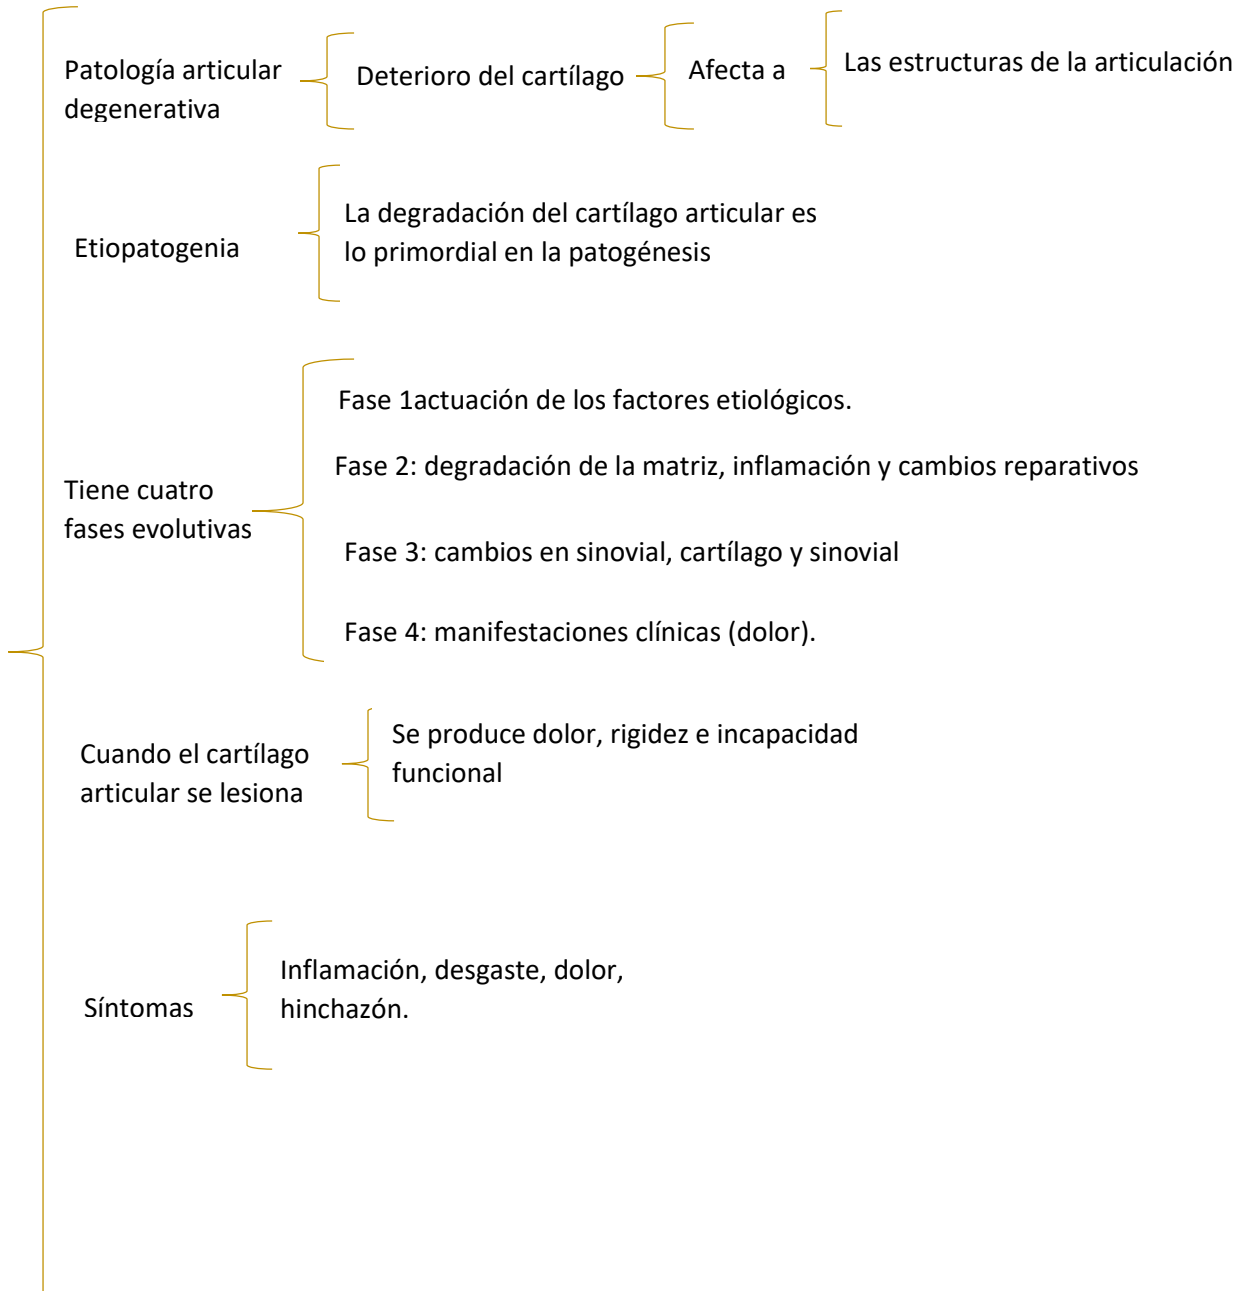 Patología articular
degenerativa
Deterioro del cartílago
Afecta a
Las estructuras de la articulación
Etiopatogenia
La degradación del cartílago articular es
lo primordial en la patogénesis
Tiene cuatro
fases evolutivas
Fase 1actuación de los factores etiológicos.
Fase 2: degradación de la matriz, inflamación y cambios reparativos
Fase 3: cambios en sinovial, cartílago y sinovial
Fase 4: manifestaciones clínicas (dolor).
Cuando el cartílago
articular se lesiona
Se produce dolor, rigidez e incapacidad
funcional
Síntomas
Inflamación, desgaste, dolor,
hinchazón.